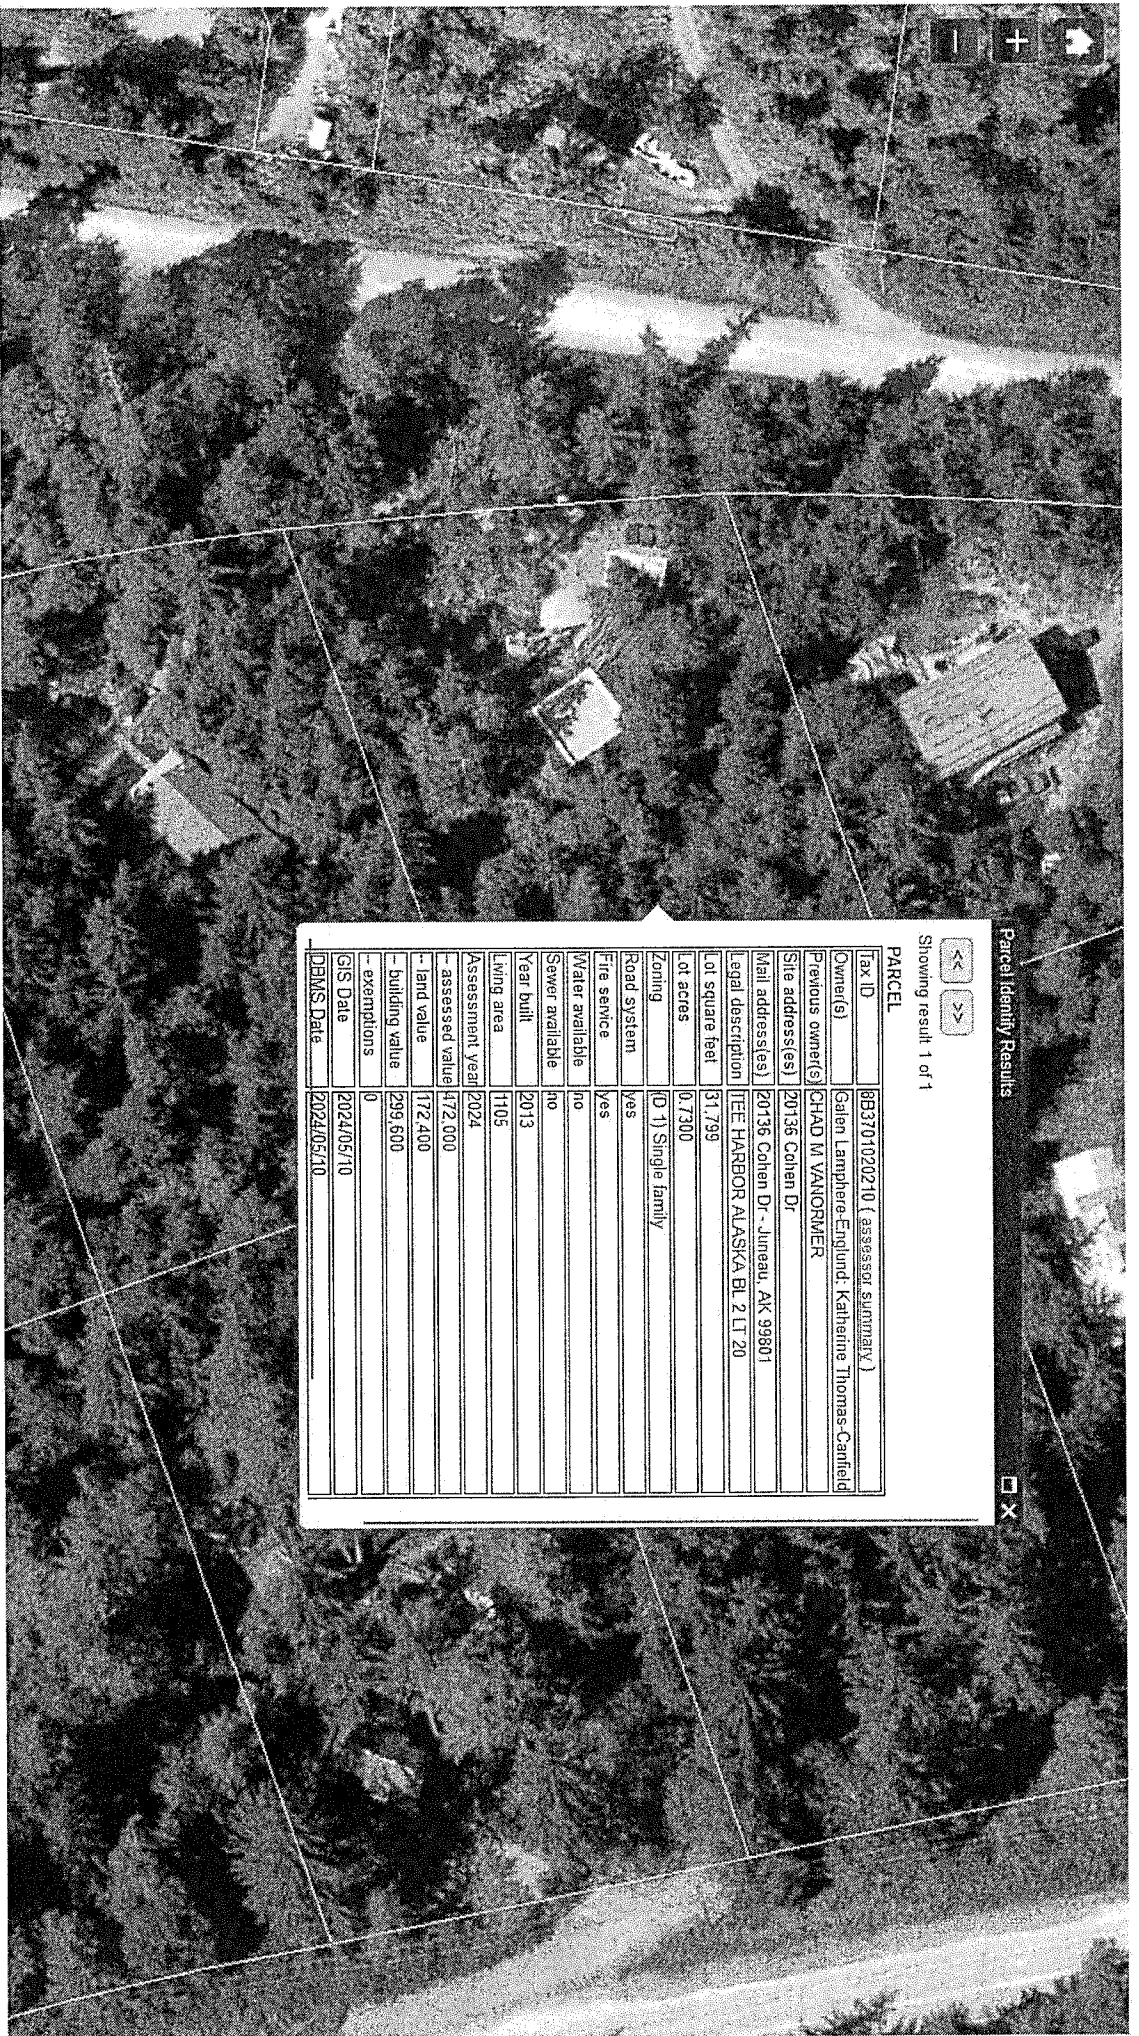 Parcel Identify Results
<< >>
Showing result 1 of 1
PARCEL
Tax ID 8B3701020210 ( assessor summary )
Owner(s) Galen Lamphere-Englund; Katherine Thomas-Canfield
Previous owner(s) CHAD M VANORMER
Site address(es) 20136 Cohen Dr
Mail address(es) 20136 Cohen Dr - Juneau, AK 99801
Legal description TEE HARBOR ALASKA BL 2 LT 20
Lot square feet 31,799
Lot acres 0.7300
Zoning (D 1) Single family
Road system yes
Fire service yes
Water available no
Sewer available no
Year built 2013
Living area 1105
Assessment year 2024
- assessed value 472,000
- land value 172,400
- building value 299,600
- exemptions 0
GIS Date 2024/05/10
DBMS Date 2024/05/10